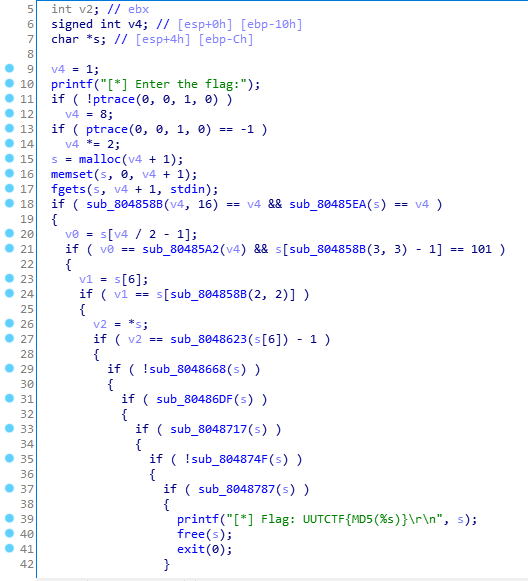 5 int v2; // ebx
6 signed int v4; // [esp+0h] [ebp-10h]
7 char *s; // [esp+4h] [ebp-Ch]
8
9 v4 = 1;
10 printf("[*] Enter the flag:");
11 if ( !ptrace(0, 0, 1, 0) )
12 v4 = 8;
13 if ( ptrace(0, 0, 1, 0) == -1 )
14 v4 *= 2;
15 s = malloc(v4 + 1);
16 memset(s, 0, v4 + 1);
17 fgets(s, v4 + 1, stdin);
18 if ( sub_804858B(v4, 16) == v4 && sub_80485EA(s) == v4 )
19 {
20 v0 = s[v4 / 2 - 1];
21 if ( v0 == sub_80485A2(v4) && s[sub_804858B(3, 3) - 1] == 101 )
22 {
23 v1 = s[6];
24 if ( v1 == s[sub_804858B(2, 2)] )
25 {
26 v2 = *s;
27 if ( v2 == sub_8048623(s[6]) - 1 )
28 {
29 if ( !sub_8048668(s) )
30 {
31 if ( sub_80486DF(s) )
32 {
33 if ( sub_8048717(s) )
34 {
35 if ( !sub_804874F(s) )
36 {
37 if ( sub_8048787(s) )
38 {
39 printf("[*] Flag: UUTCTF{MD5(%s)}\r\n", s);
40 free(s);
41 exit(0);
42 }